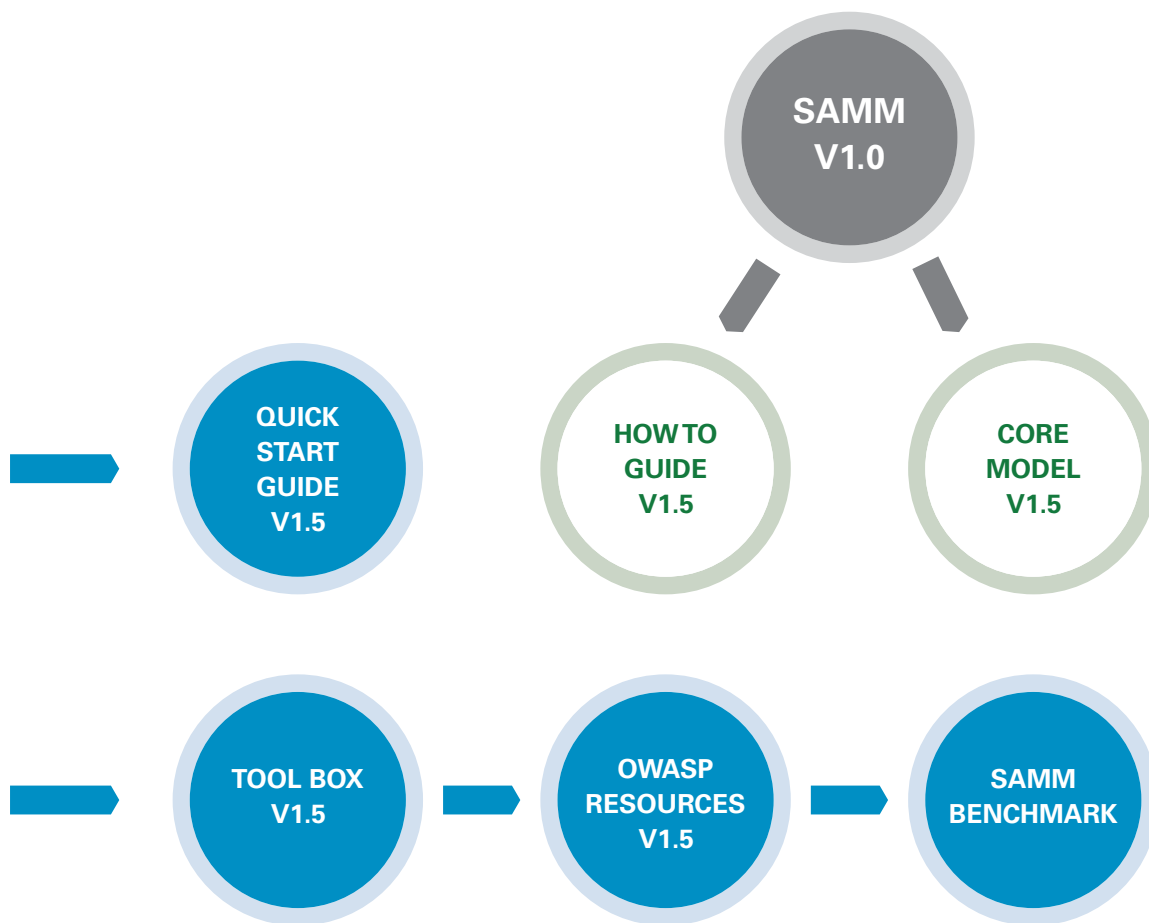 SAMM
V1.0
QUICK
START
GUIDE
V1.5
HOW TO
GUIDE
V1.5
CORE
MODEL
V1.5
TOOL BOX
V1.5
OWASP
RESOURCES
V1.5
SAMM
BENCHMARK